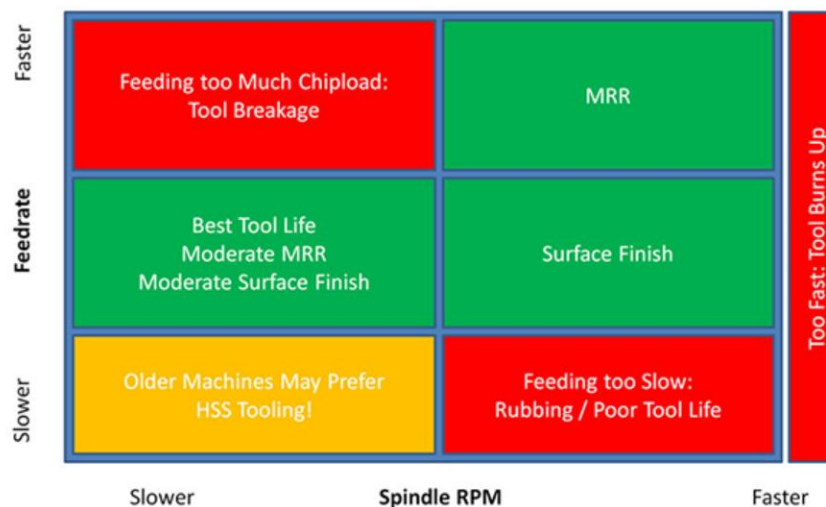 Faster
Feeding too Much Chipload:
Tool Breakage
MRR
Feedrate
Best Tool Life
Moderate MRR
Moderate Surface Finish
Surface Finish
Too Fast: Tool Burns Up
Slower
Older Machines May Prefer
HSS Tooling!
Feeding too Slow:
Rubbing / Poor Tool Life
Slower
Spindle RPM
Faster